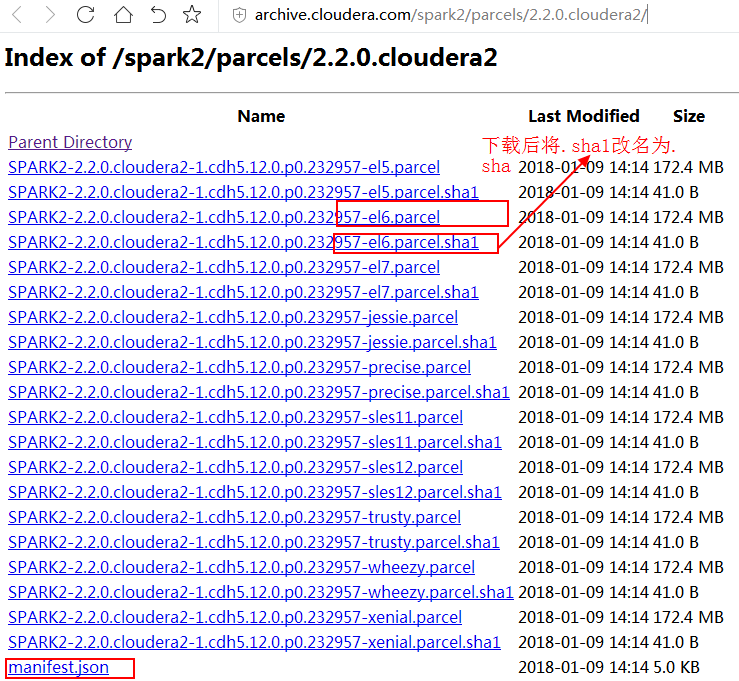 archive.cloudera.com/spark2/parcels/2.2.0.cloudera2/
Index of /spark2/parcels/2.2.0.cloudera2
Name Last Modified Size
Parent Directory
下载后将.sha1改名为.
sha
SPARK2-2.2.0.cloudera2-1.cdh5.12.0.p0.232957-el5.parcel 2018-01-09 14:14 172.4 MB
SPARK2-2.2.0.cloudera2-1.cdh5.12.0.p0.232957-el5.parcel.sha1 2018-01-09 14:14 41.0 B
SPARK2-2.2.0.cloudera2-1.cdh5.12.0.p0.232957-el6.parcel 2018-01-09 14:14 172.4 MB
SPARK2-2.2.0.cloudera2-1.cdh5.12.0.p0.232957-el6.parcel.sha1 2018-01-09 14:14 41.0 B
SPARK2-2.2.0.cloudera2-1.cdh5.12.0.p0.232957-el7.parcel 2018-01-09 14:14 172.4 MB
SPARK2-2.2.0.cloudera2-1.cdh5.12.0.p0.232957-el7.parcel.sha1 2018-01-09 14:14 41.0 B
SPARK2-2.2.0.cloudera2-1.cdh5.12.0.p0.232957-jessie.parcel 2018-01-09 14:14 172.4 MB
SPARK2-2.2.0.cloudera2-1.cdh5.12.0.p0.232957-jessie.parcel.sha1 2018-01-09 14:14 41.0 B
SPARK2-2.2.0.cloudera2-1.cdh5.12.0.p0.232957-precise.parcel 2018-01-09 14:14 172.4 MB
SPARK2-2.2.0.cloudera2-1.cdh5.12.0.p0.232957-precise.parcel.sha1 2018-01-09 14:14 41.0 B
SPARK2-2.2.0.cloudera2-1.cdh5.12.0.p0.232957-sles11.parcel 2018-01-09 14:14 172.4 MB
SPARK2-2.2.0.cloudera2-1.cdh5.12.0.p0.232957-sles11.parcel.sha1 2018-01-09 14:14 41.0 B
SPARK2-2.2.0.cloudera2-1.cdh5.12.0.p0.232957-sles12.parcel 2018-01-09 14:14 172.4 MB
SPARK2-2.2.0.cloudera2-1.cdh5.12.0.p0.232957-sles12.parcel.sha1 2018-01-09 14:14 41.0 B
SPARK2-2.2.0.cloudera2-1.cdh5.12.0.p0.232957-trusty.parcel 2018-01-09 14:14 172.4 MB
SPARK2-2.2.0.cloudera2-1.cdh5.12.0.p0.232957-trusty.parcel.sha1 2018-01-09 14:14 41.0 B
SPARK2-2.2.0.cloudera2-1.cdh5.12.0.p0.232957-wheezy.parcel 2018-01-09 14:14 172.4 MB
SPARK2-2.2.0.cloudera2-1.cdh5.12.0.p0.232957-wheezy.parcel.sha1 2018-01-09 14:14 41.0 B
SPARK2-2.2.0.cloudera2-1.cdh5.12.0.p0.232957-xenial.parcel 2018-01-09 14:14 172.4 MB
SPARK2-2.2.0.cloudera2-1.cdh5.12.0.p0.232957-xenial.parcel.sha1 2018-01-09 14:14 41.0 B
manifest.json 2018-01-09 14:14 5.0 KB